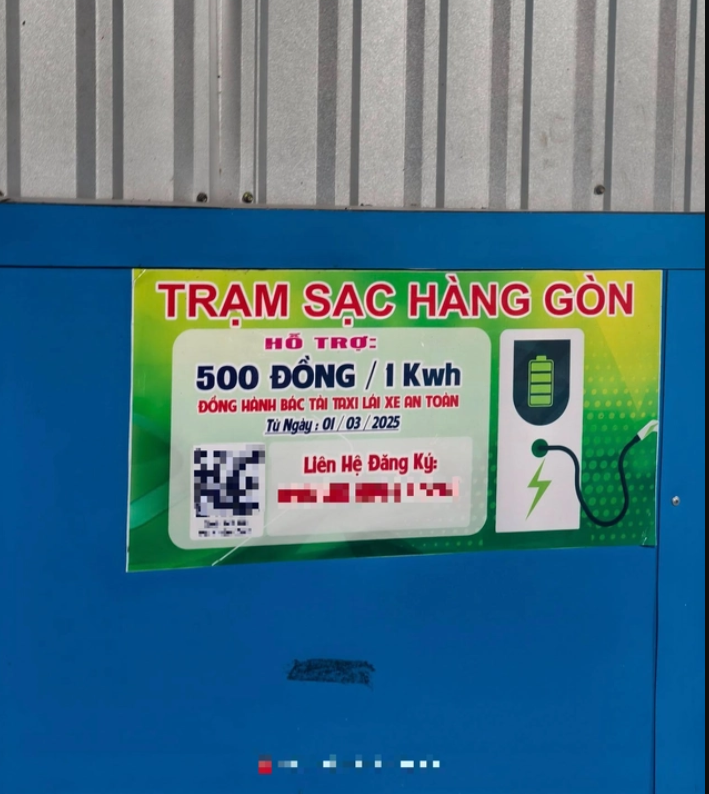 TRẠM SẠC HÀNG GÒN
HỖ TRỢ:
500 ĐỒNG / 1 Kwh
ĐỒNG HÀNH BÁC TÀI TAXI LÁI XE AN TOÀN
Từ Ngày : 01 / 03 / 2025
Liên Hệ Đăng Ký: